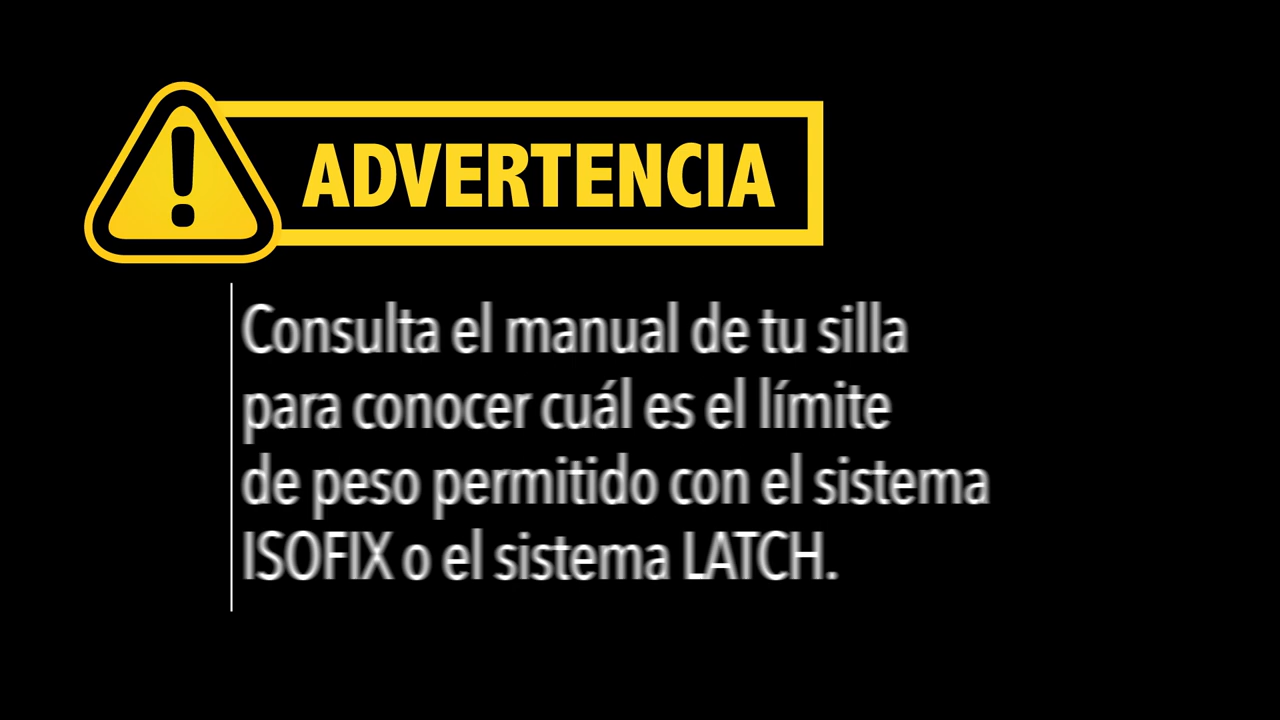 ADVERTENCIA
Consulta el manual de tu silla
para conocer cuál es el límite
de peso permitido con el sistema
ISOFIX o el sistema LATCH.